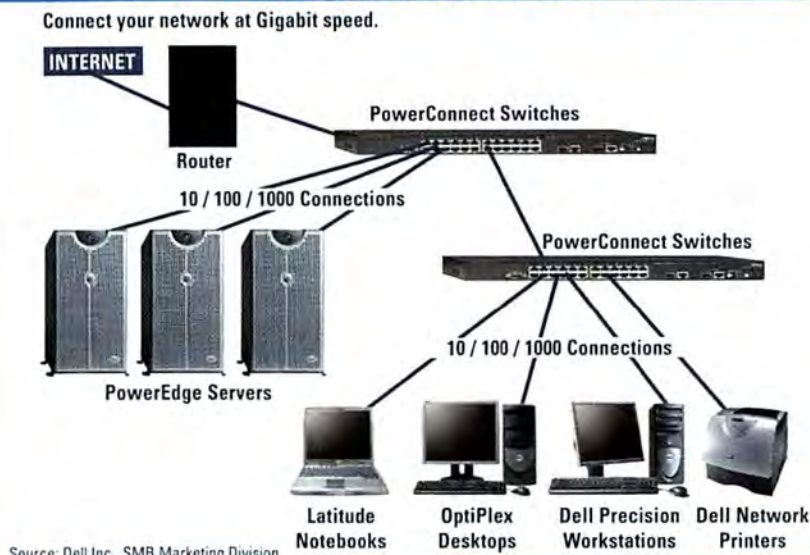 Connect your network at Gigabit speed.
INTERNET
PowerConnect Switches
Router
10 / 100 / 1000 Connections
PowerConnect Switches
PowerEdge Servers
10 / 100 / 1000 Connections
Latitude
Notebooks
OptiPlex
Desktops
Dell Precision
Workstations
Dell Network
Printers
Source: Dell Inc., SMB Marketing Division